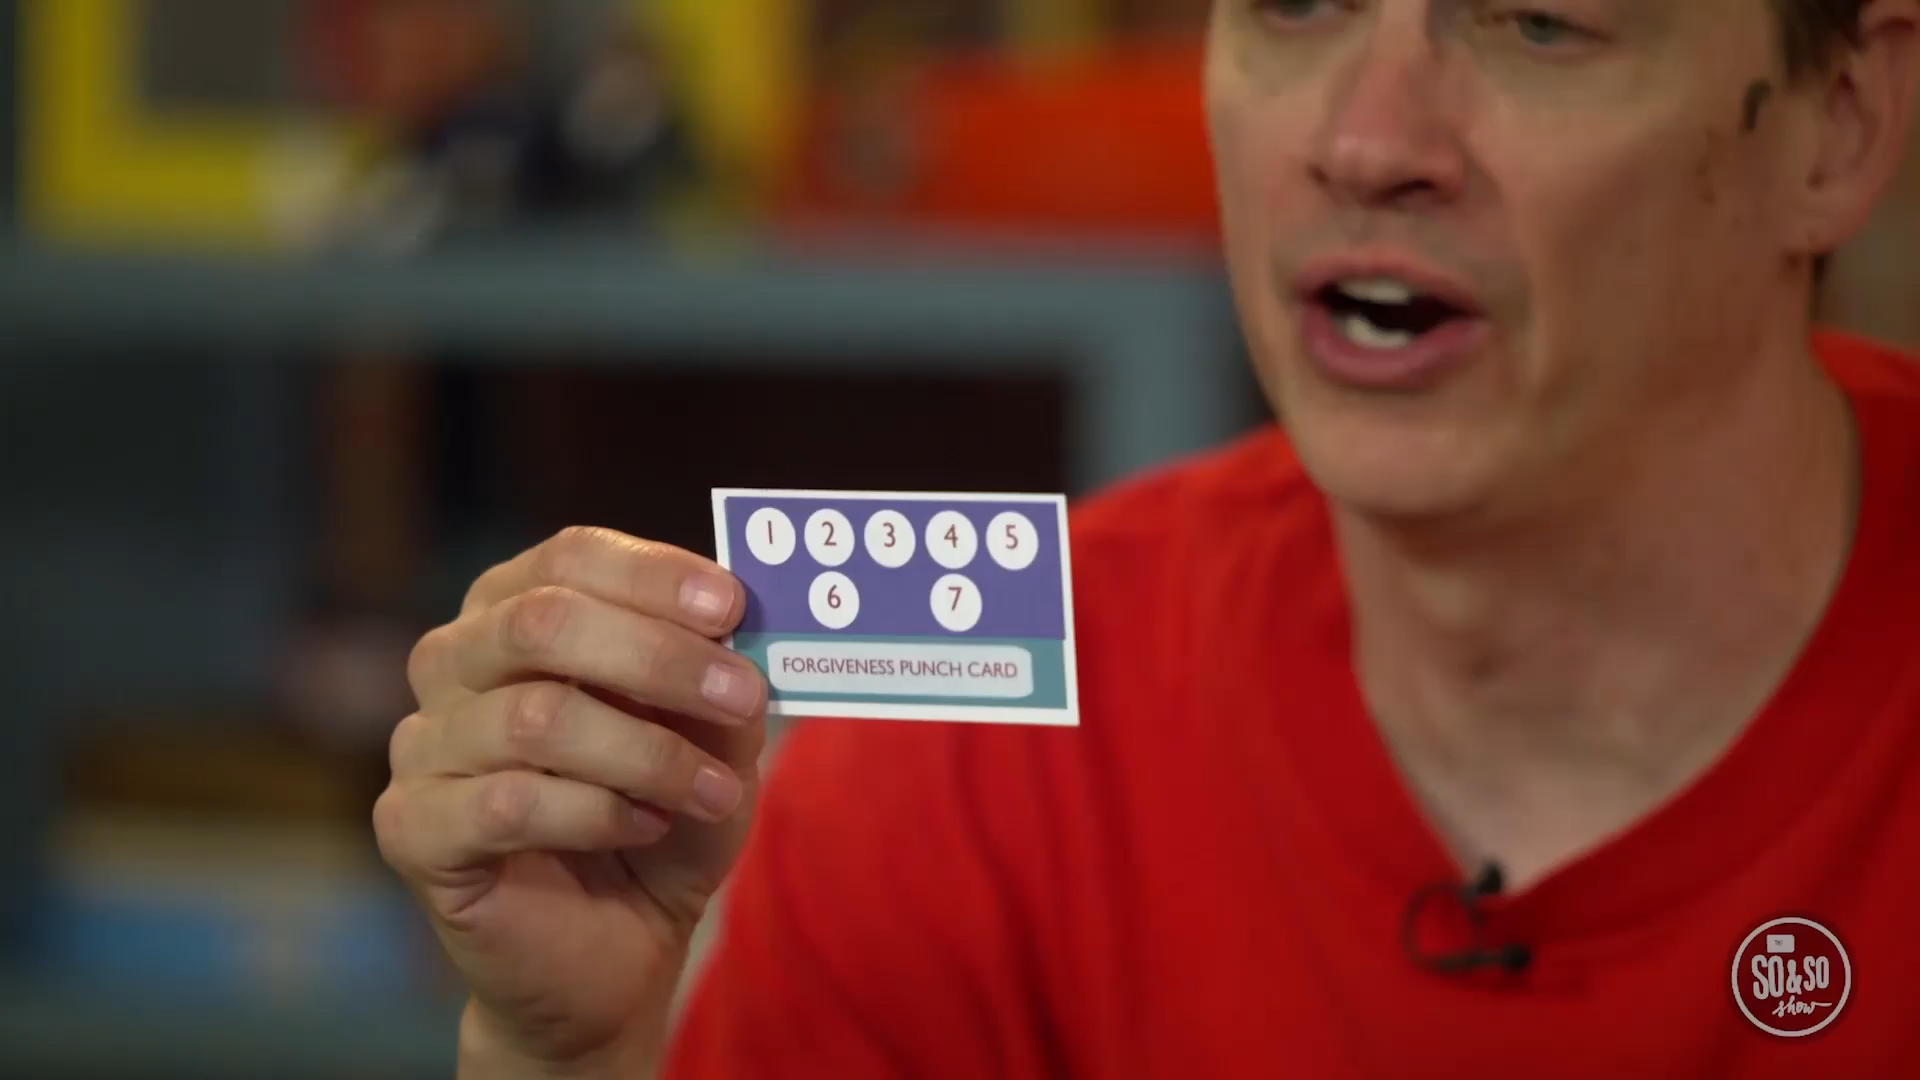 1 2 3 4 5
6 7
FORGIVENESS PUNCH CARD
SO & SO
show